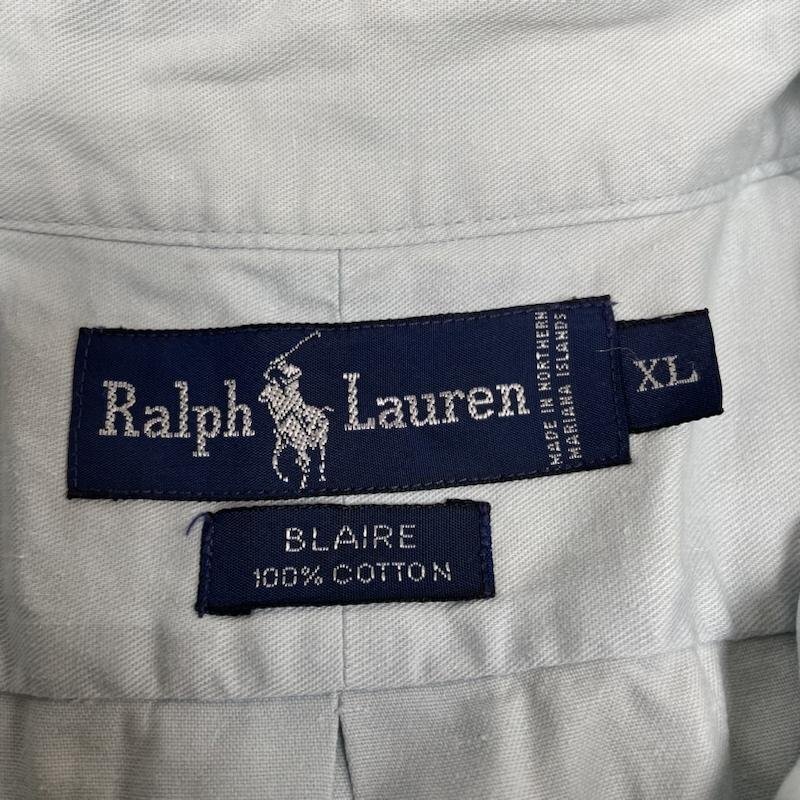 Ralph Lauren
MADE IN NORTHERN
MARIANA ISLANDS
XL
BLAIRE
100% COTTON